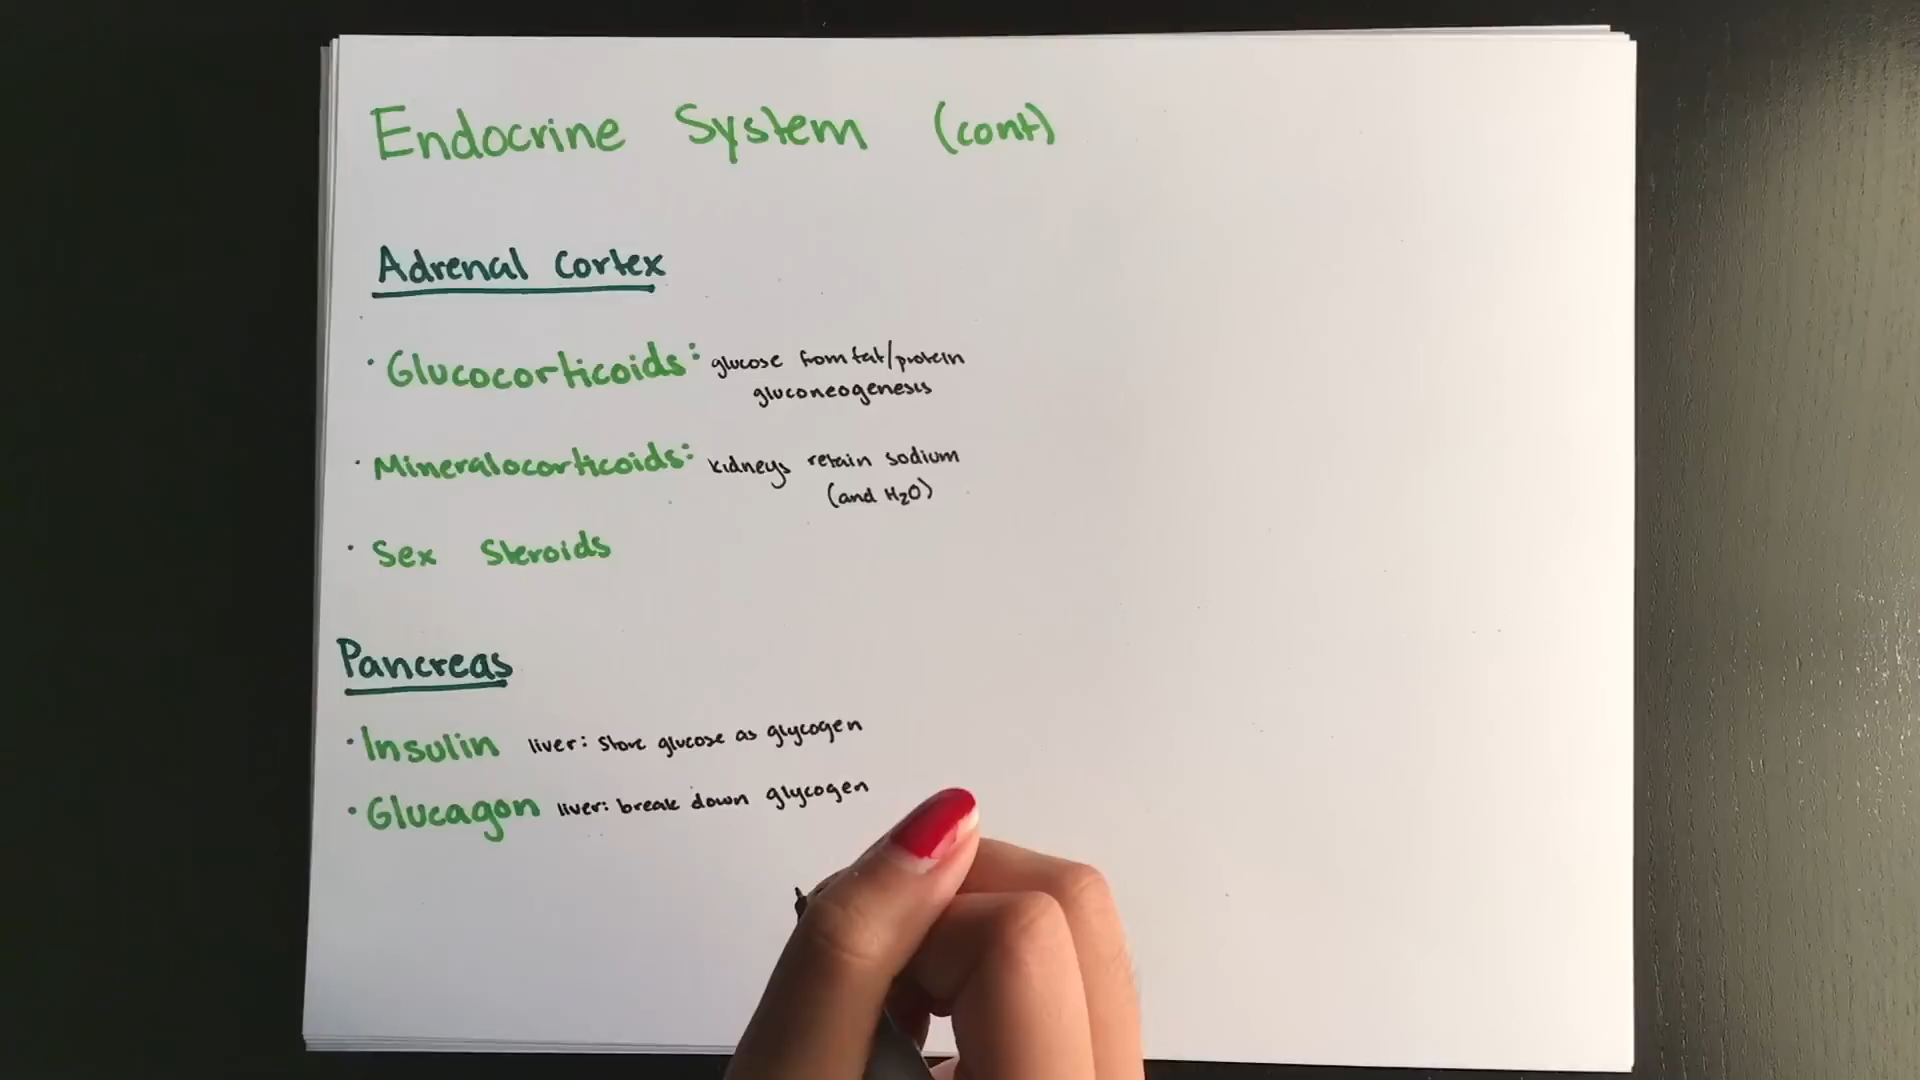 Endocrine System (cont)
Adrenal Cortex
· Glucocorticoids: glucose from fat/protein
gluconeogenesis
· Mineralocorticoids: kidneys retain sodium
(and H₂O)
· Sex Steroids
Pancreas
· Insulin liver: store glucose as glycogen
· Glucagon liver: break down glycogen